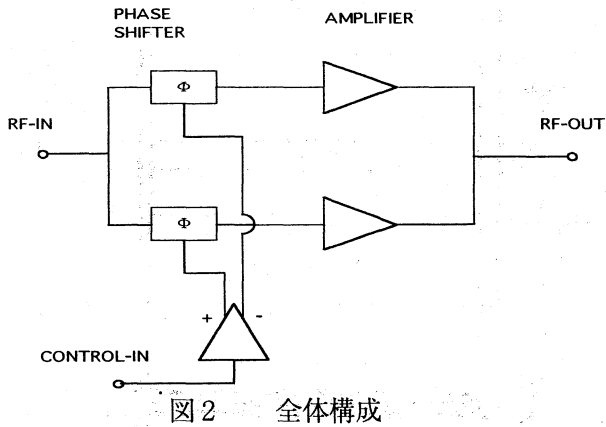 PHASE
SHIFTER
AMPLIFIER
Φ
RF-IN
RF-OUT
Φ
+
-
CONTROL-IN
図2 全体構成